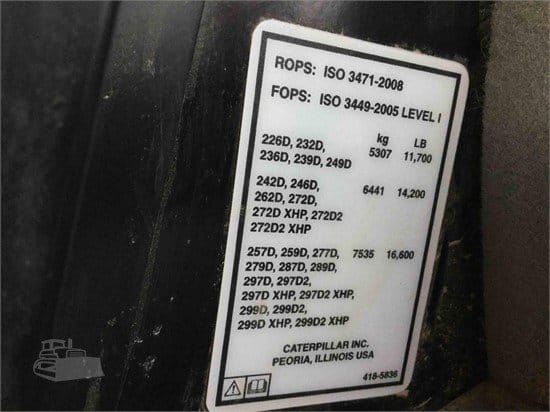 ROPS: ISO 3471-2008
FOPS: ISO 3449-2005 LEVEL I
kg LB
226D, 232D, 5307 11,700
236D, 239D, 249D
242D, 246D, 6441 14,200
262D, 272D,
272D XHP, 272D2
272D2 XHP
257D, 259D, 277D, 7535 16,600
279D, 287D, 289D,
297D, 297D2,
297D XHP, 297D2 XHP,
299D, 299D2,
299D XHP, 299D2 XHP
CATERPILLAR INC.
PEORIA, ILLINOIS USA
418-5836